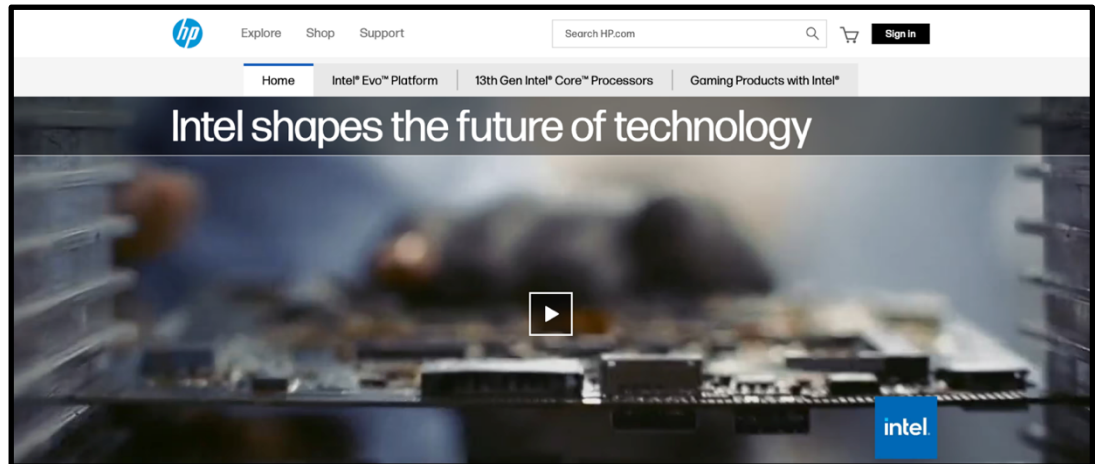 hp
Explore Shop Support Search HP.com Sign in
Home Intel® Evo™ Platform 13th Gen Intel® Core™ Processors Gaming Products with Intel®
Intel shapes the future of technology
intel.